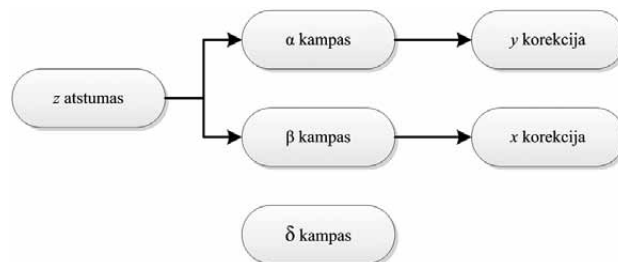 α kampas
y korekcija
z atstumas
β kampas
x korekcija
δ kampas